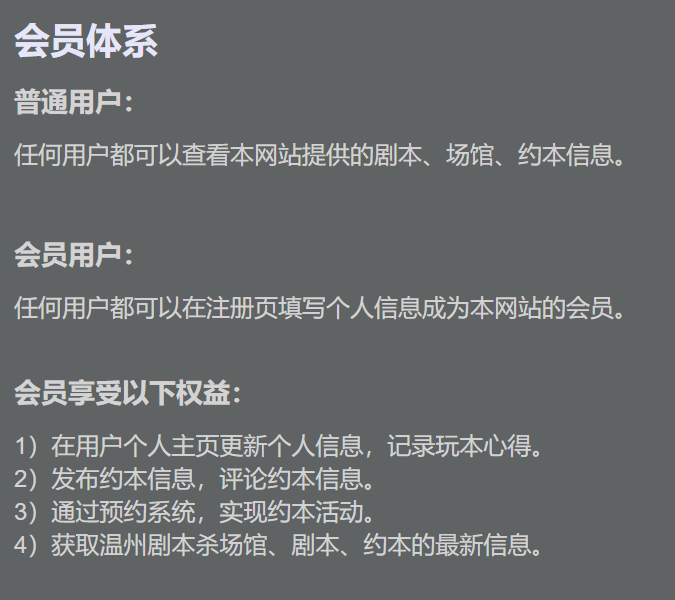 会员体系
普通用户：
任何用户都可以查看本网站提供的剧本、场馆、约本信息。
会员用户：
任何用户都可以在注册页填写个人信息成为本网站的会员。
会员享受以下权益：
1）在用户个人主页更新个人信息，记录玩本心得。
2）发布约本信息，评论约本信息。
3）通过预约系统，实现约本活动。
4）获取温州剧本杀场馆、剧本、约本的最新信息。